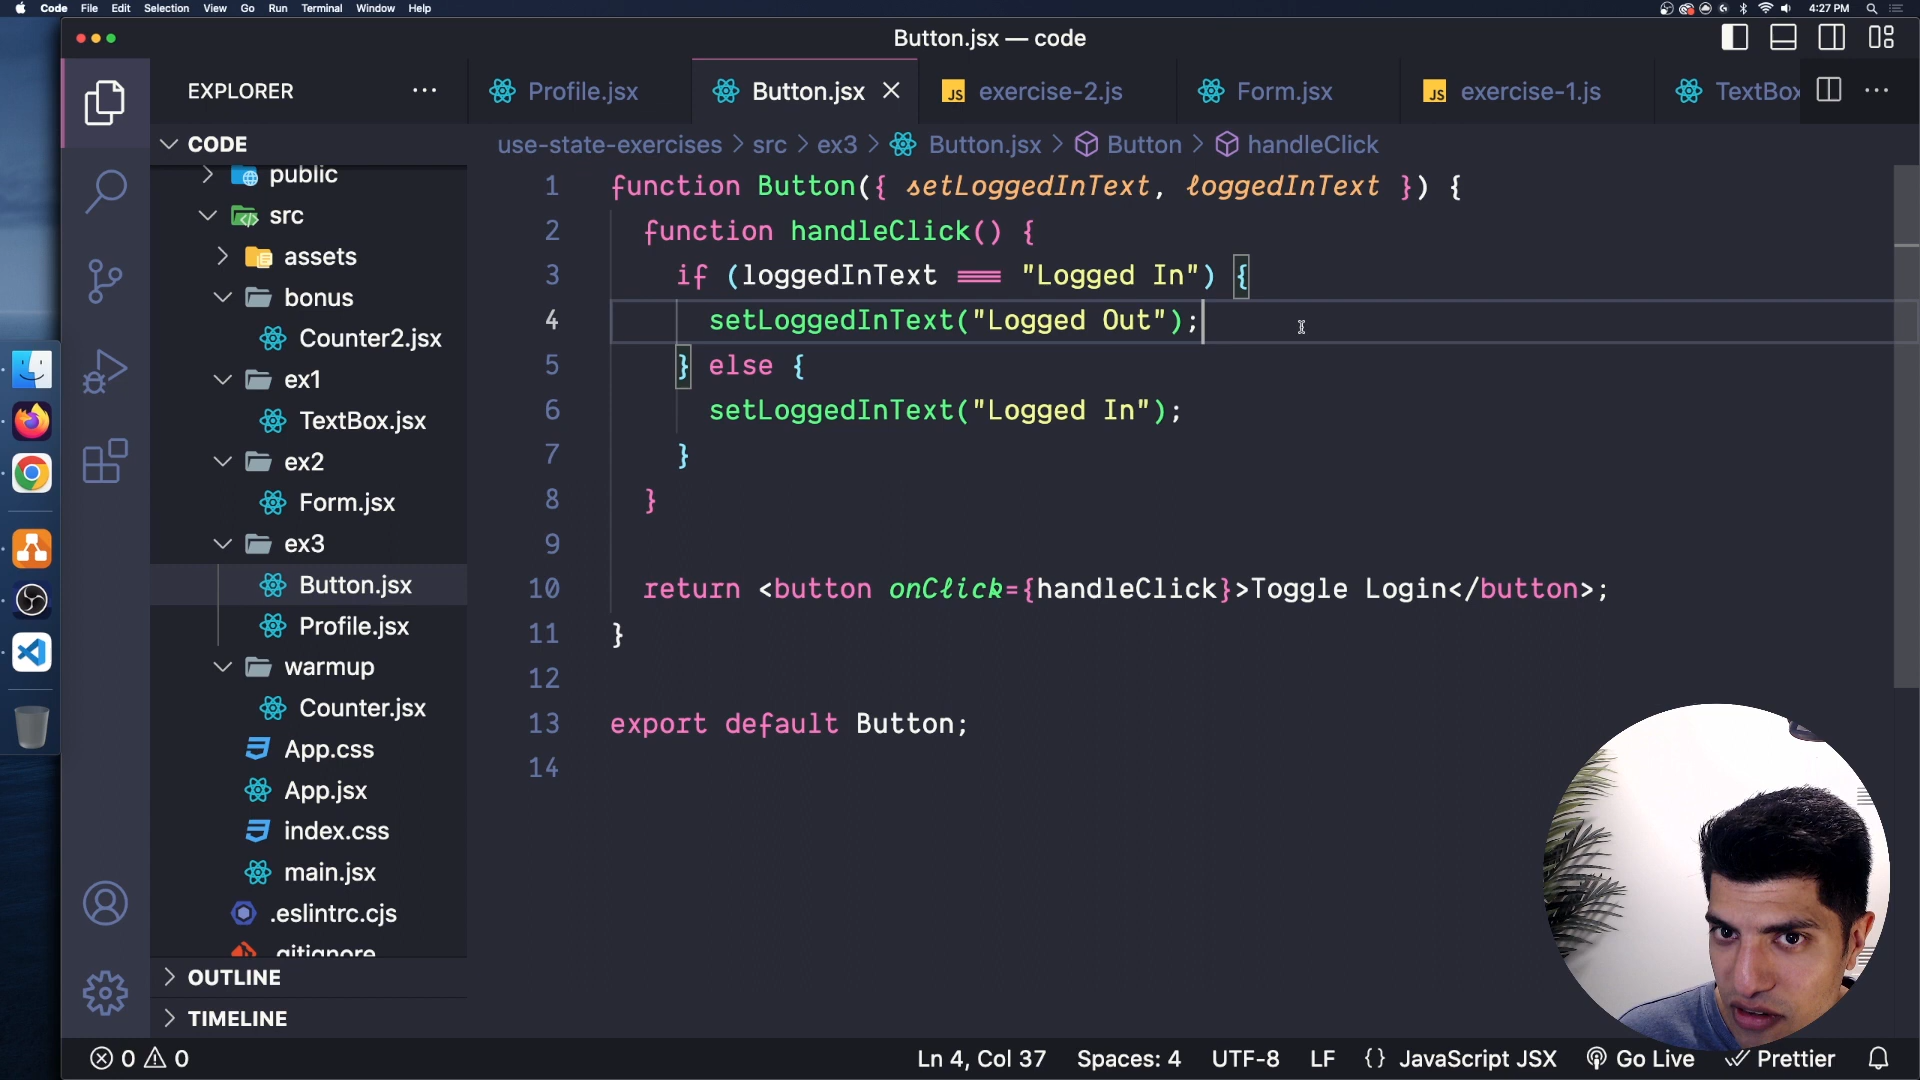 Code File Edit Selection View Go Run Terminal Window Help 4:27 PM
Button.jsx — code
EXPLORER ···
Profile.jsx Button.jsx exercise-2.js Form.jsx exercise-1.js TextBox
JS JS
CODE
use-state-exercises > src > ex3 > Button.jsx > Button > handleClick
public
src
assets
bonus
Counter2.jsx
ex1
TextBox.jsx
ex2
Form.jsx
ex3
Button.jsx
Profile.jsx
warmup
Counter.jsx
App.css
App.jsx
index.css
main.jsx
.eslintrc.cjs
.gitignore
OUTLINE
TIMELINE
1 function Button({ setLoggedInText, loggedInText }) {
2 function handleClick() {
3 if (loggedInText === "Logged In") {
4 setLoggedInText("Logged Out");
5 } else {
6 setLoggedInText("Logged In");
7 }
8 }
9
10 return <button onClick={handleClick}>Toggle Login</button>;
11 }
12
13 export default Button;
14
0 0 Ln 4, Col 37 Spaces: 4 UTF-8 LF {} JavaScript JSX Go Live Prettier